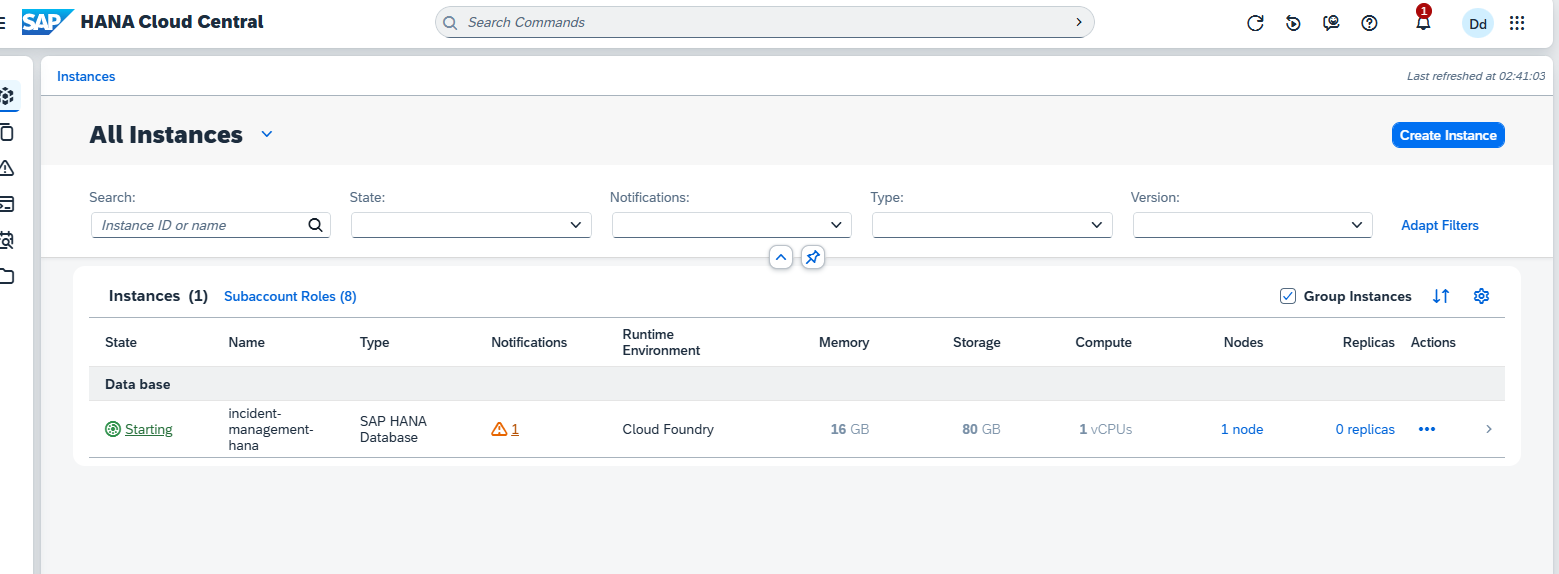 SAP HANA Cloud Central
Search Commands
1
Dd
Instances
Last refreshed at 02:41:03
All Instances
Create Instance
Search: State: Notifications: Type: Version:
Instance ID or name
Adapt Filters
Instances (1) Subaccount Roles (8)
Group Instances
State Name Type Notifications Runtime Environment Memory Storage Compute Nodes Replicas Actions
Data base
Starting incident-management-hana SAP HANA Database 1 Cloud Foundry 16 GB 80 GB 1 vCPUs 1 node 0 replicas